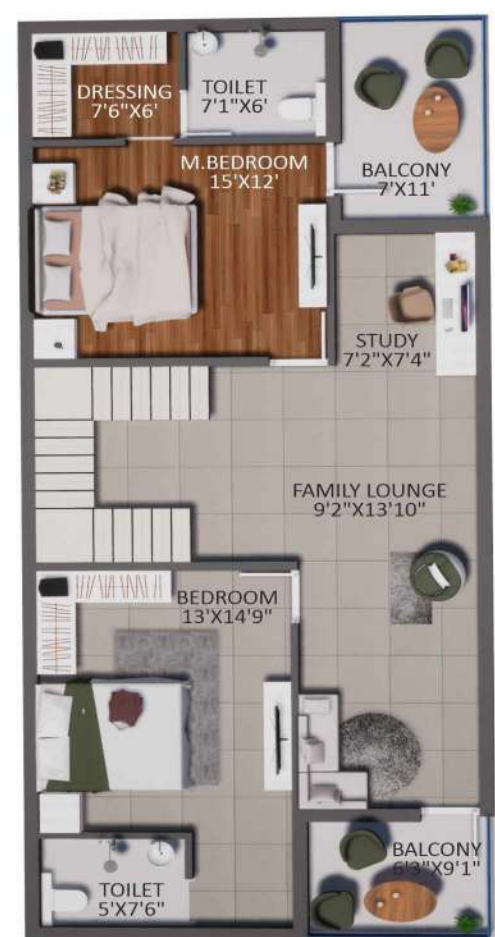 DRESSING
7'6"X6'
TOILET
7'1"X6'
M.BEDROOM
15'X12'
BALCONY
7'X11'
STUDY
7'2"X7'4"
FAMILY LOUNGE
9'2"X13'10"
BEDROOM
13'X14'9"
BALCONY
6'3"X9'1"
TOILET
5'X7'6"